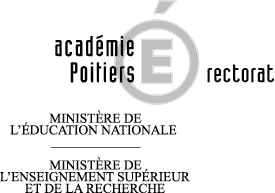 académie
Poitiers
É
rectorat
MINISTÈRE DE
L'ÉDUCATION NATIONALE
MINISTÈRE DE
L'ENSEIGNEMENT SUPÉRIEUR
ET DE LA RECHERCHE